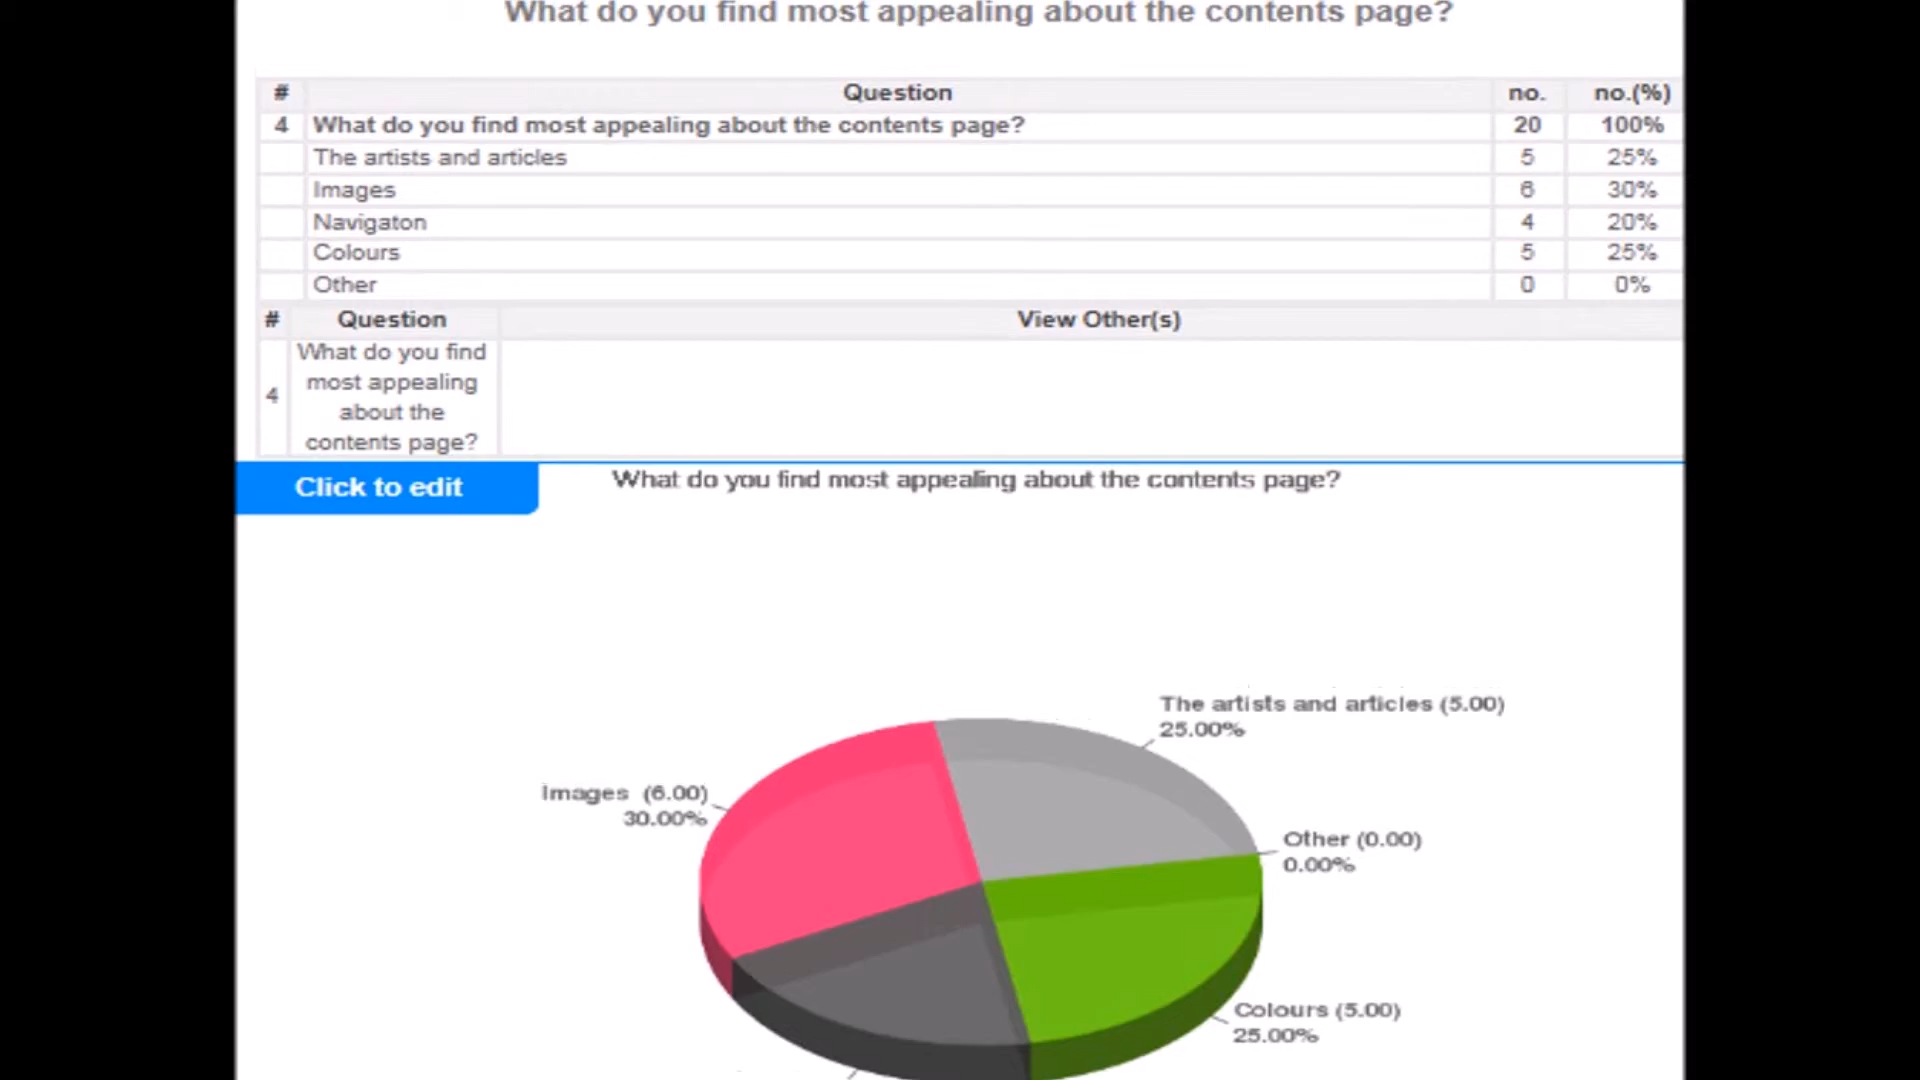 What do you find most appealing about the contents page?
# Question no. no.(%)
4 What do you find most appealing about the contents page? 20 100%
The artists and articles 5 25%
Images 6 30%
Navigaton 4 20%
Colours 5 25%
Other 0 0%
# Question View Other(s)
4 What do you find
most appealing
about the
contents page?
Click to edit
What do you find most appealing about the contents page?
The artists and articles (5.00)
25.00%
Images (6.00)
30.00%
Other (0.00)
0.00%
Colours (5.00)
25.00%